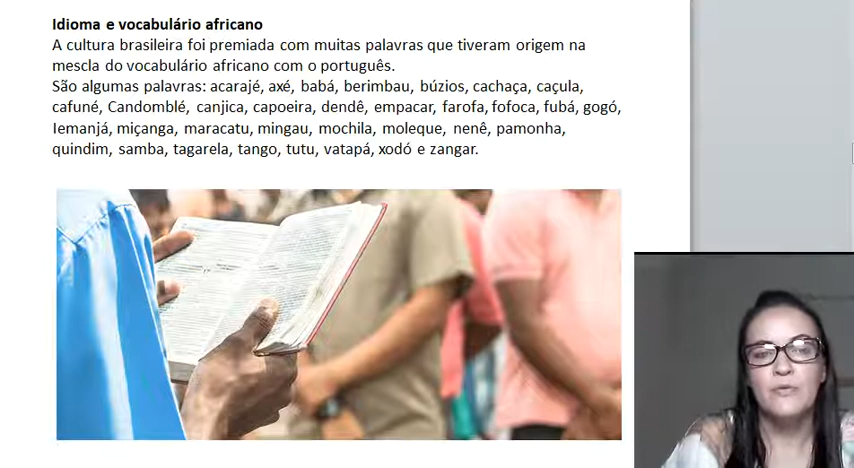 Idioma e vocabulário africano
A cultura brasileira foi premiada com muitas palavras que tiveram origem na
mescla do vocabulário africano com o português.
São algumas palavras: acarajé, axé, babá, berimbau, búzios, cachaça, caçula,
cafuné, Candomblé, canjica, capoeira, dendê, empacar, farofa, fofoca, fubá, gogó,
Iemanjá, miçanga, maracatu, mingau, mochila, moleque, nenê, pamonha,
quindim, samba, tagarela, tango, tutu, vatapá, xodó e zangar.